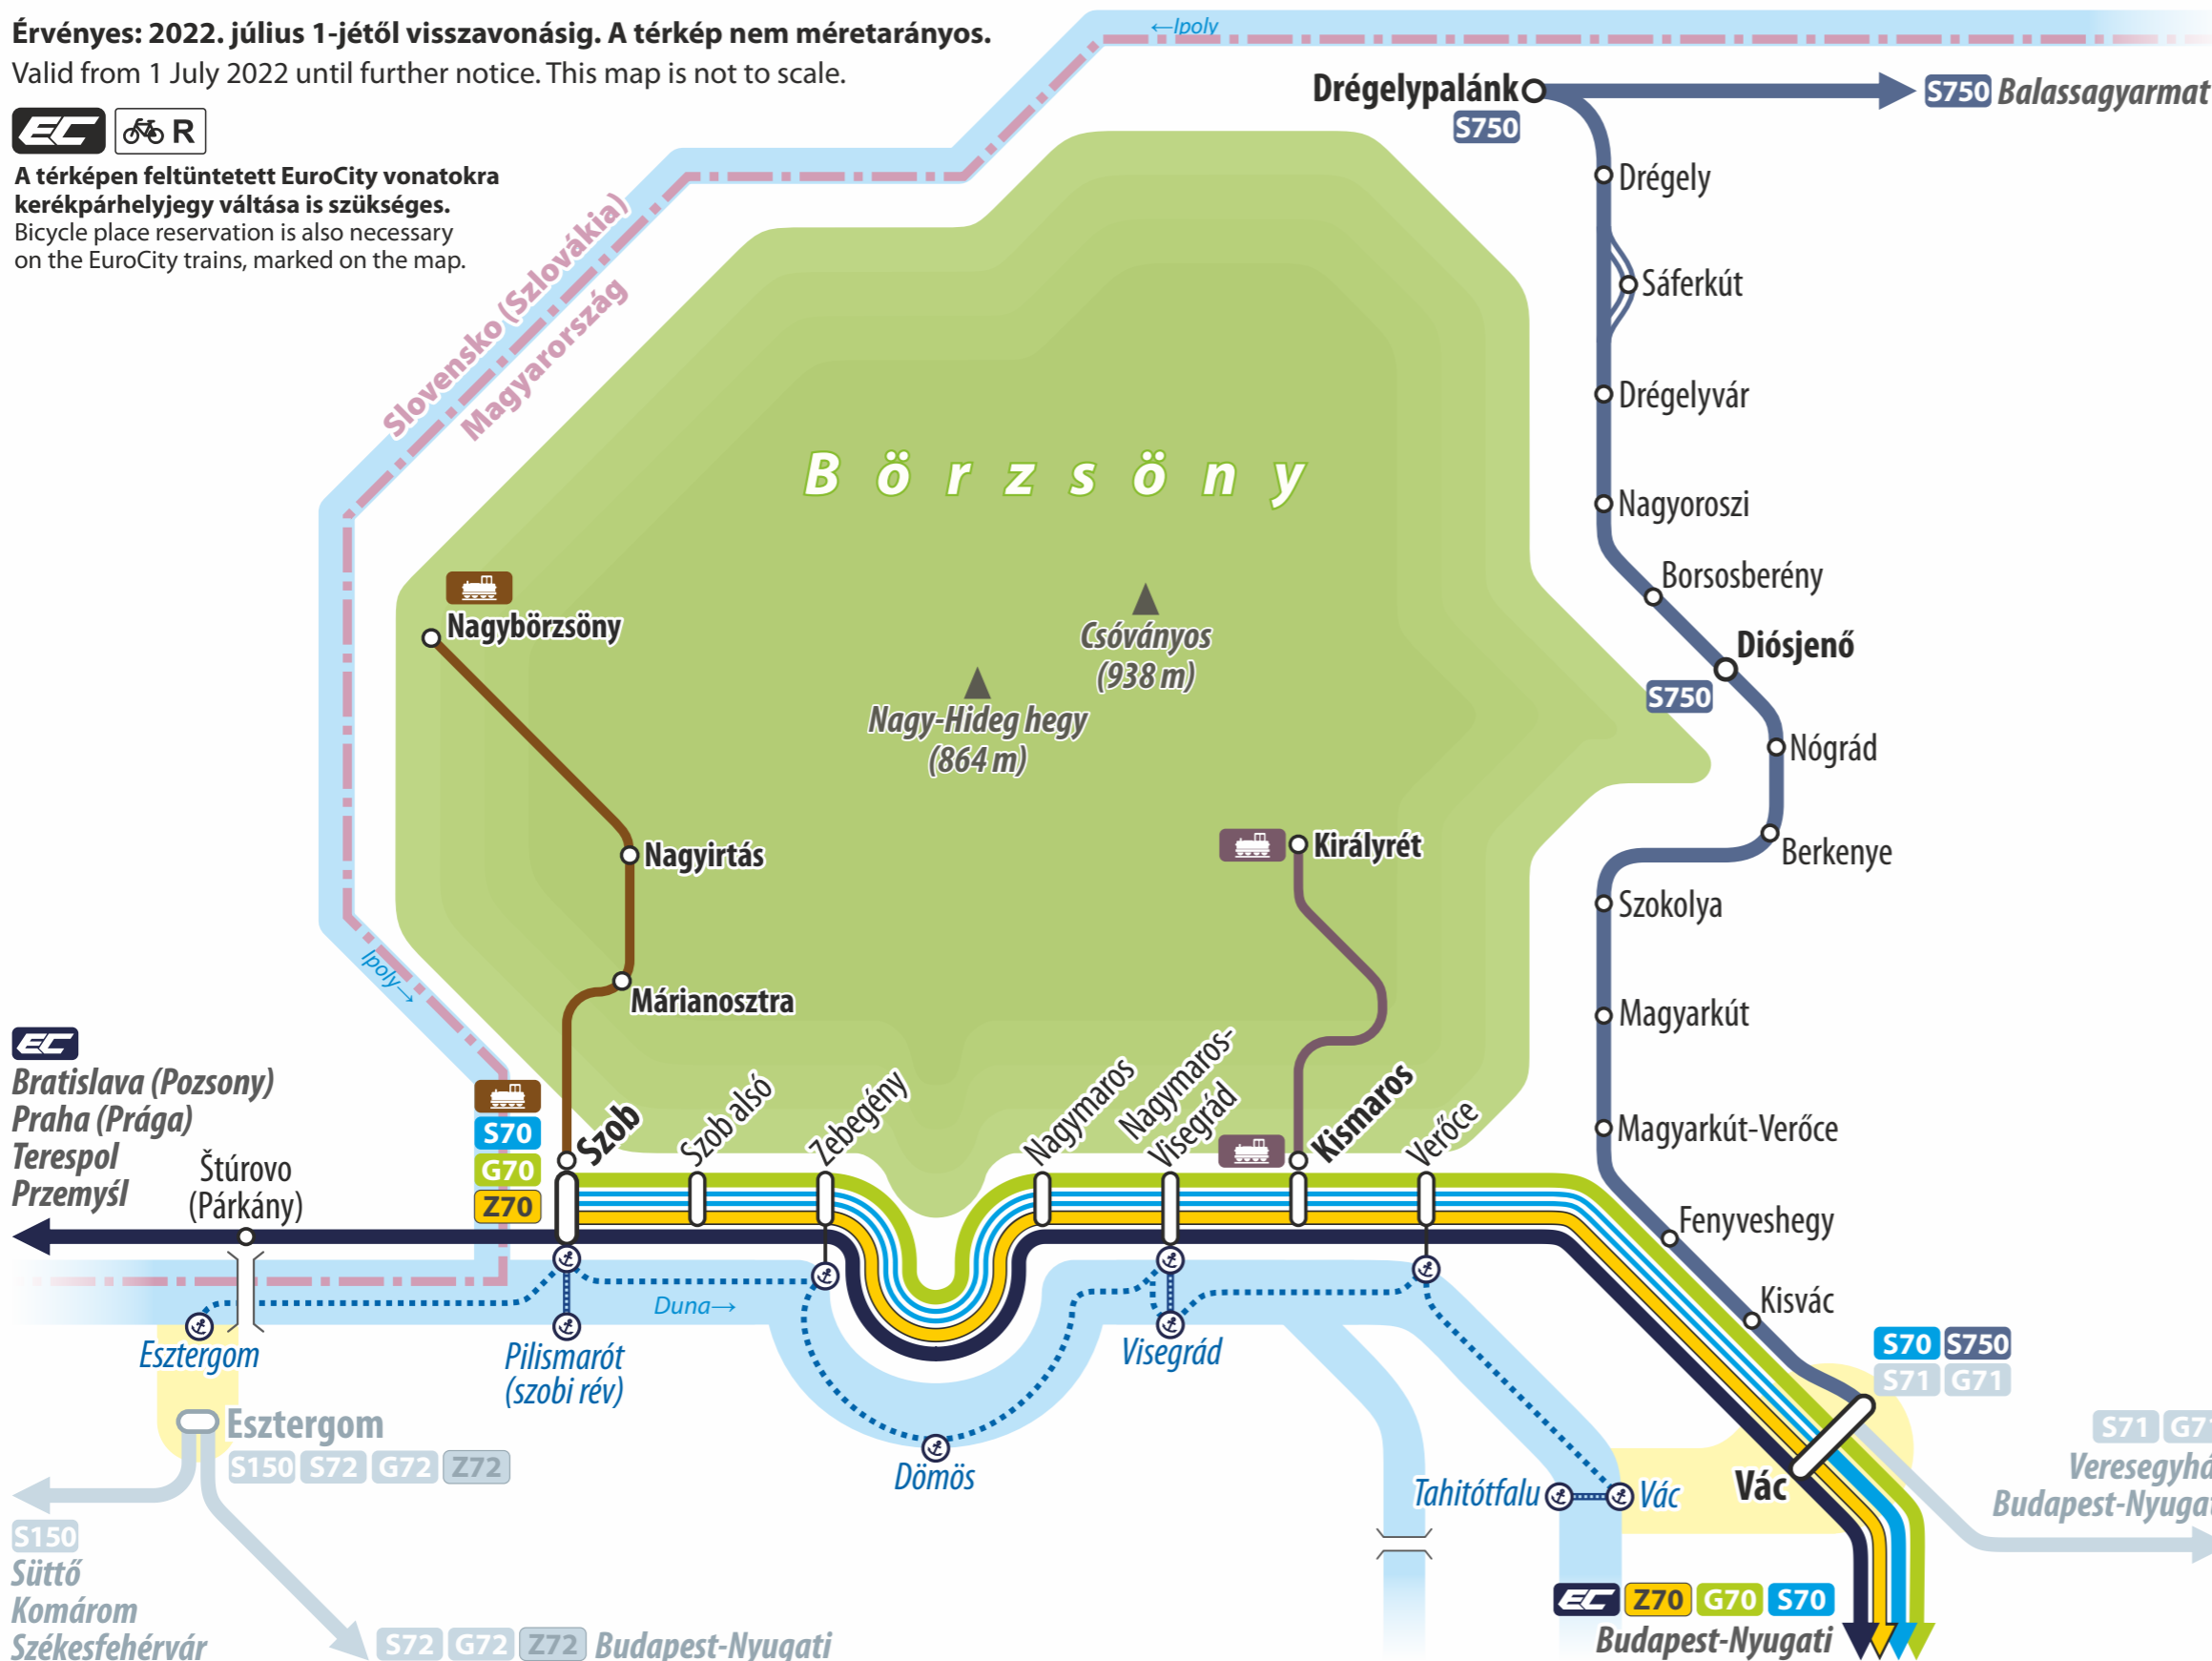 Érvényes: 2022. július 1-jétől visszavonásig. A térkép nem méretarányos.
Valid from 1 July 2022 until further notice. This map is not to scale.
EC
R
A térképen feltüntetett EuroCity vonatokra
kerékpárhelyjegy váltása is szükséges.
Bicycle place reservation is also necessary
on the EuroCity trains, marked on the map.
←Ipoly
Slovensko (Szlovákia)
Magyarország
Drégelypalánk
S750
S750 Balassagyarmat
Drégely
Sáferkút
Drégelyvár
Nagyoroszi
Borsosberény
Diósjenő
S750
Nógrád
Berkenye
Szokolya
Magyarkút
Magyarkút-Verőce
Fenyveshegy
Kisvác
Börzsöny
Csóványos
(938 m)
Nagy-Hideg hegy
(864 m)
Nagybörzsöny
Nagyirtás
Márianosztra
Királyrét
Ipoly→
EC
Bratislava (Pozsony)
Praha (Prága)
Terespol
Przemyśl
Štúrovo
(Párkány)
S70
G70
Z70
Szob
Szob alsó
Zebegény
Nagymaros
Nagymaros-
Visegrád
Kismaros
Verőce
Duna→
Esztergom
Pilismarót
(szobi rév)
Visegrád
Dömös
Tahitótfalu
Vác
Vác
S70 S750
S71 G71
S71
Budapest-Nyugati
Esztergom
S150 S72 G72 Z72
S150
Süttő
Komárom
Székesfehérvár
S72 G72 Z72 Budapest-Nyugati
EC Z70 G70 S70